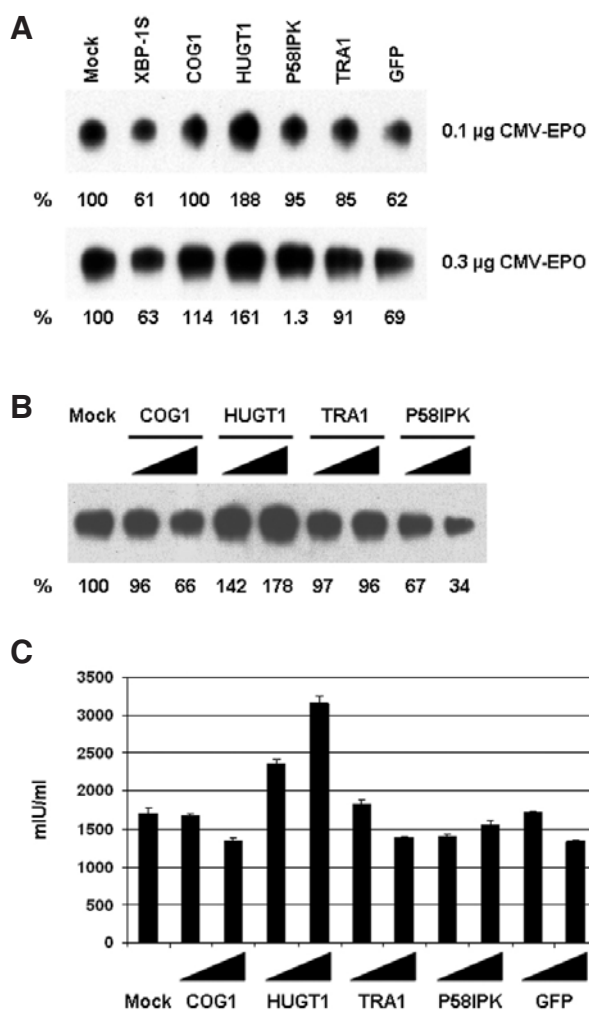 A
Mock XBP-1S COG1 HUGT1 P58IPK TRA1 GFP
0.1 µg CMV-EPO
% 100 61 100 188 95 85 62
0.3 µg CMV-EPO
% 100 63 114 161 1.3 91 69
B
Mock COG1 HUGT1 TRA1 P58IPK
% 100 96 66 142 178 97 96 67 34
C
3500
3000
2500
2000
1500
1000
500
0
mIU/ml
Mock COG1 HUGT1 TRA1 P58IPK GFP